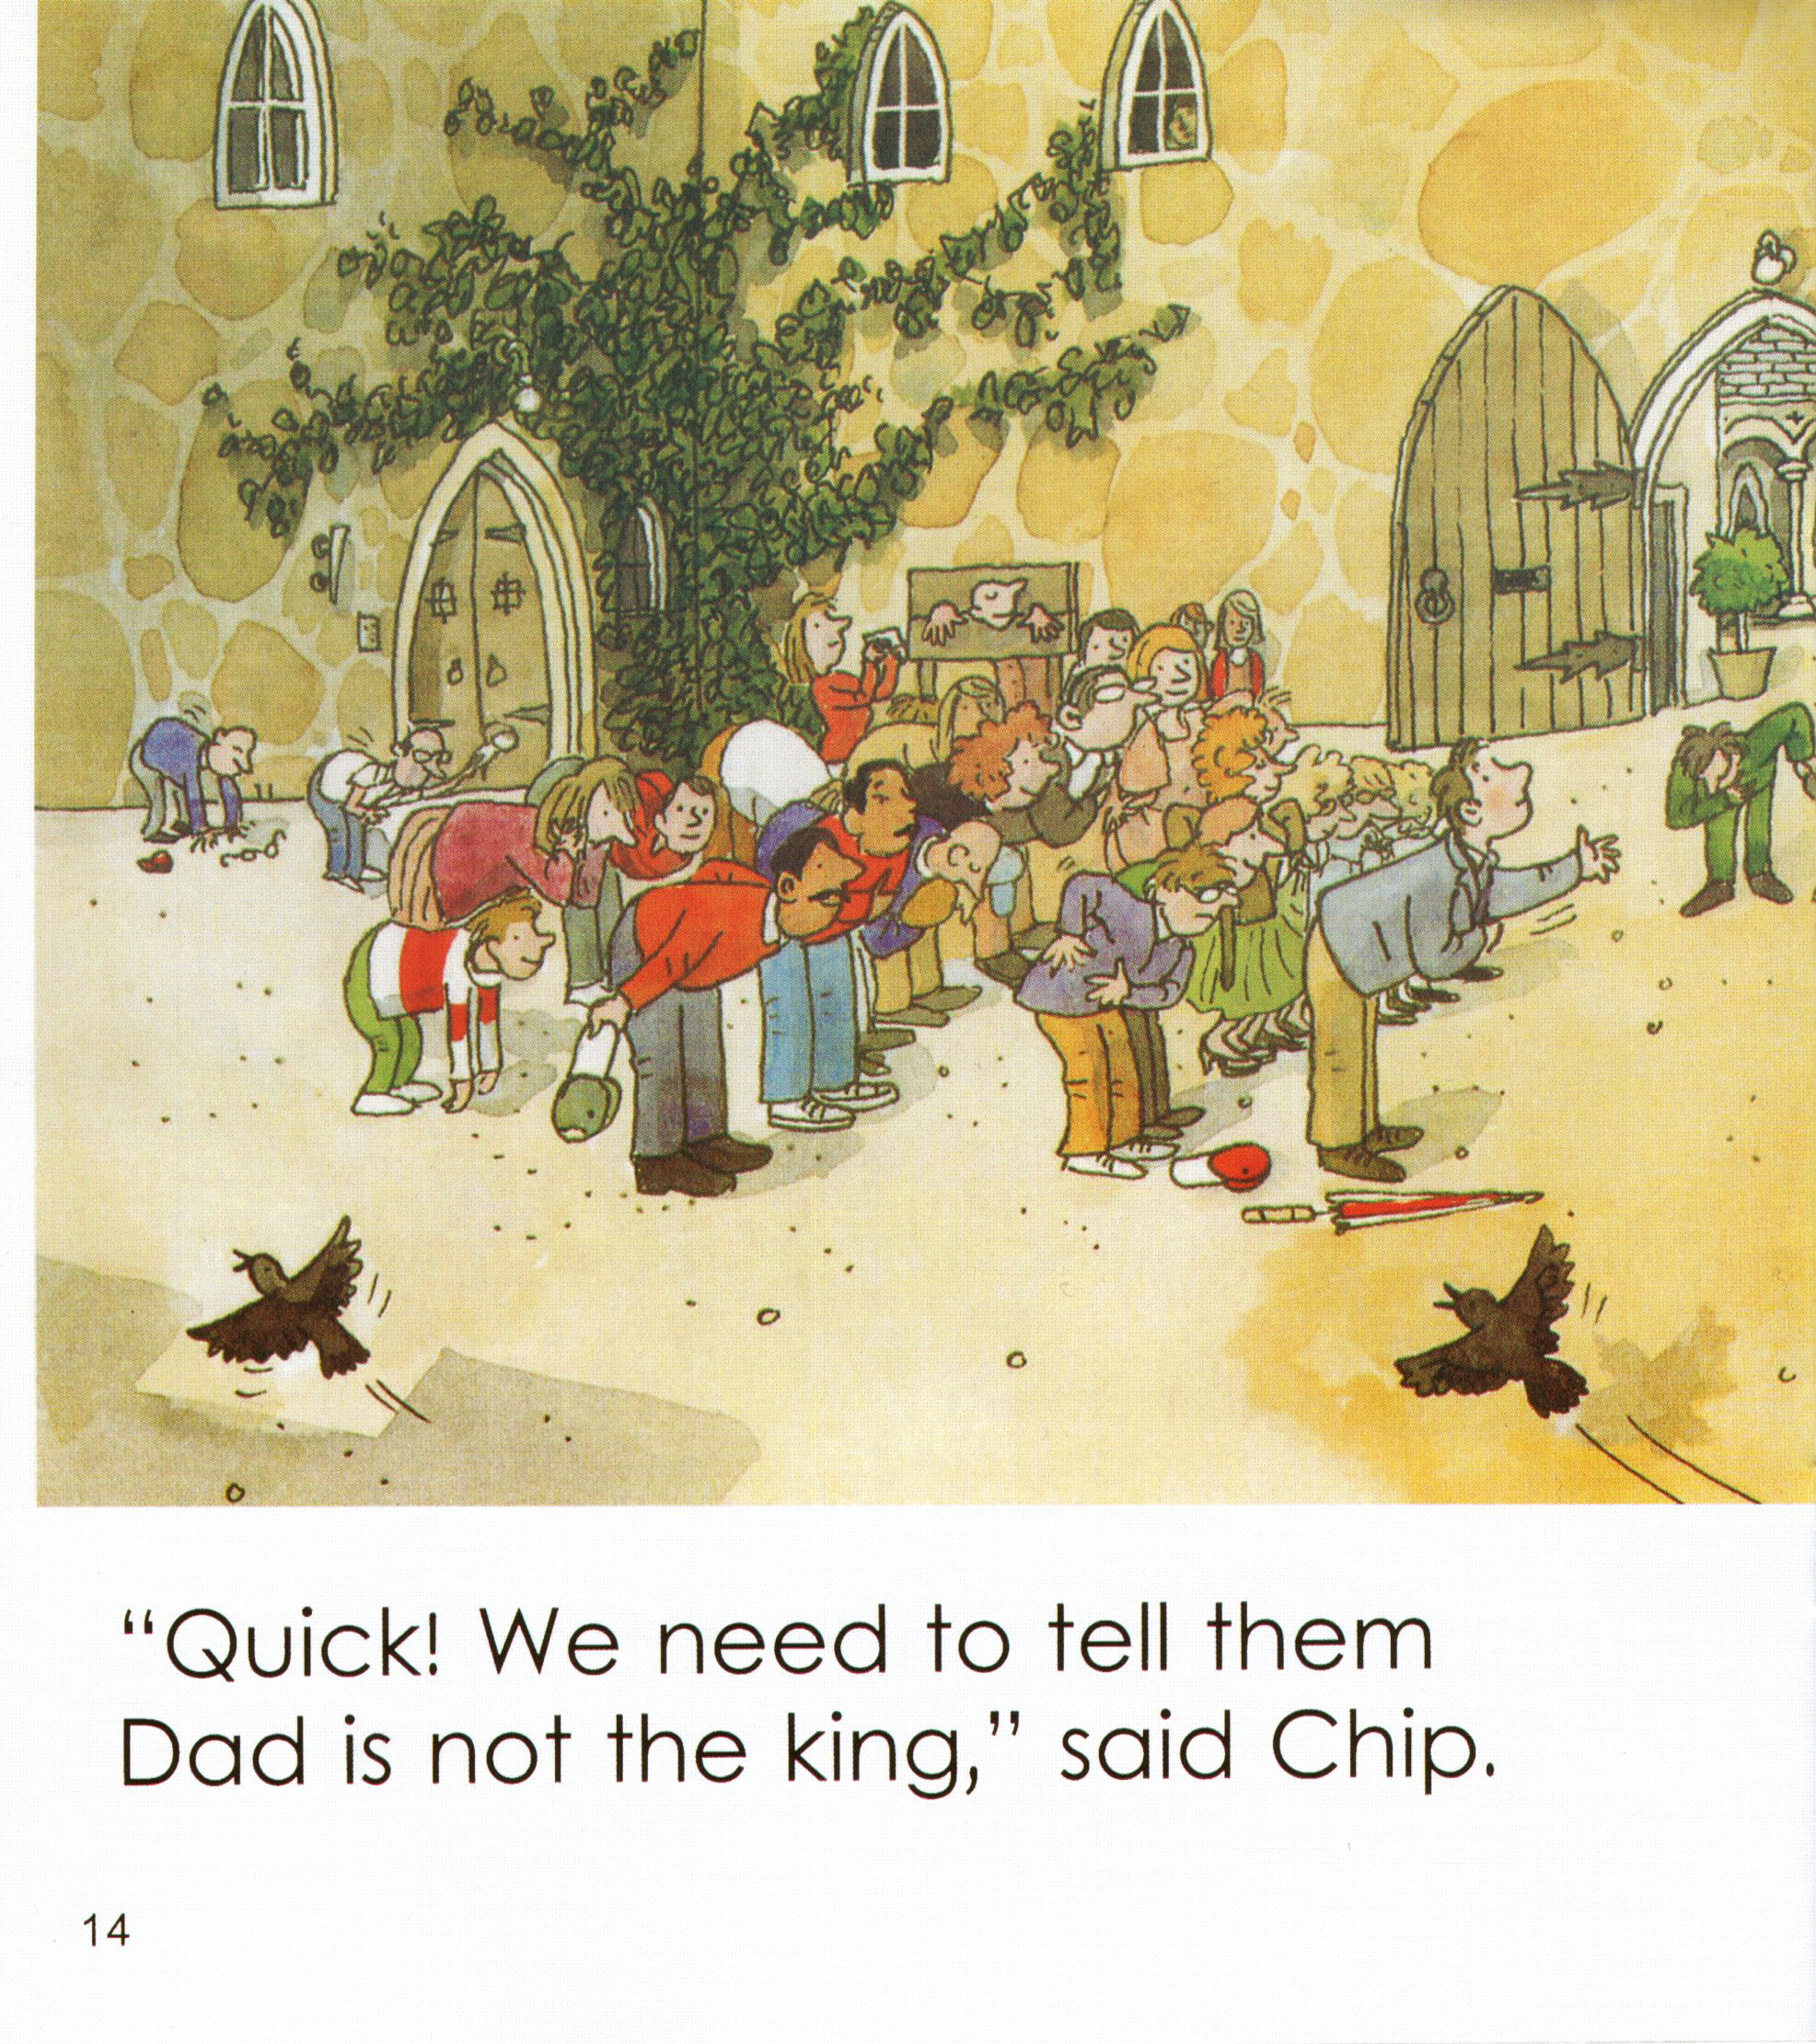 “Quick! We need to tell them
Dad is not the king,” said Chip.
14